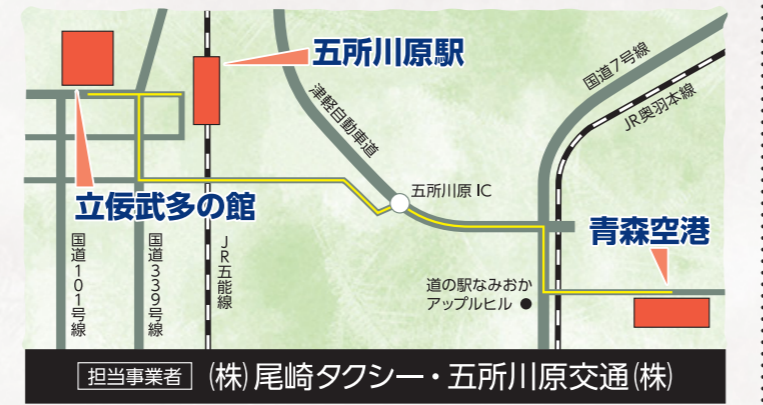 五所川原駅
国道7号線
JR奥羽本線
津軽自動車道
五所川原 IC
立佞武多の館
青森空港
国道101号線
国道339号線
JR五能線
道の駅なみおか
アップルヒル ●
担当事業者 (株)尾崎タクシー・五所川原交通(株)